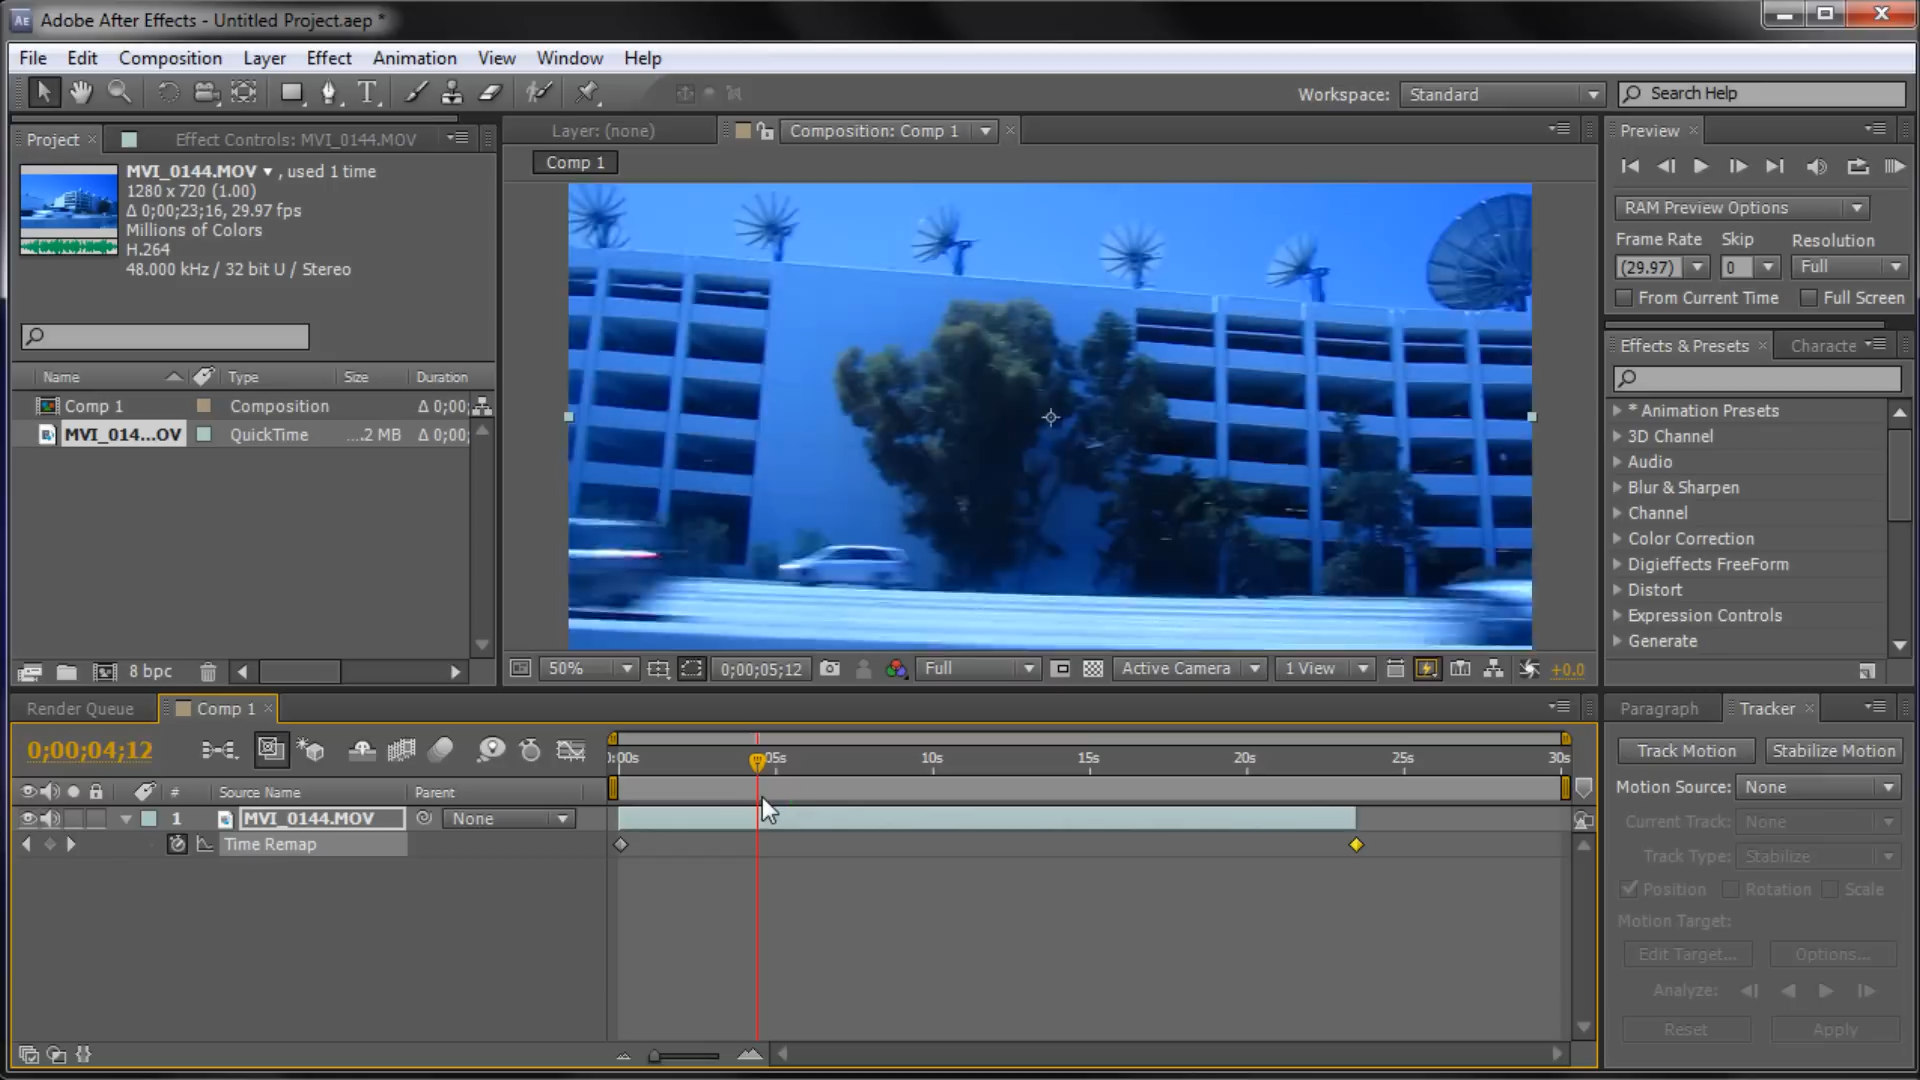 Adobe After Effects - Untitled Project.aep *
File Edit Composition Layer Effect Animation View Window Help
Workspace: Standard Search Help
Project Effect Controls: MVI_0144.MOV
MVI_0144.MOV , used 1 time
1280 x 720 (1.00)
Δ 0;00;23;16, 29.97 fps
Millions of Colors
H.264
48.000 kHz / 32 bit U / Stereo
Name Type Size Duration
Comp 1 Composition Δ 0;00;
MVI_014...OV QuickTime ....2 MB Δ 0;00;
8 bpc
Layer: (none) Composition: Comp 1
Comp 1
50% 0;00;05;12 Full Active Camera 1 View +0.0
Preview
RAM Preview Options
Frame Rate Skip Resolution
(29.97) 0 Full
From Current Time Full Screen
Effects & Presets Characte
* Animation Presets
3D Channel
Audio
Blur & Sharpen
Channel
Color Correction
Digieffects FreeForm
Distort
Expression Controls
Generate
Render Queue Comp 1
0;00;04;12
):00s 05s 10s 15s 20s 25s 30s
# Source Name Parent
1 MVI_0144.MOV None
Time Remap
Paragraph Tracker
Track Motion Stabilize Motion
Motion Source: None
Current Track: None
Track Type: Stabilize
Position Rotation Scale
Motion Target:
Edit Target... Options...
Analyze:
Reset Apply